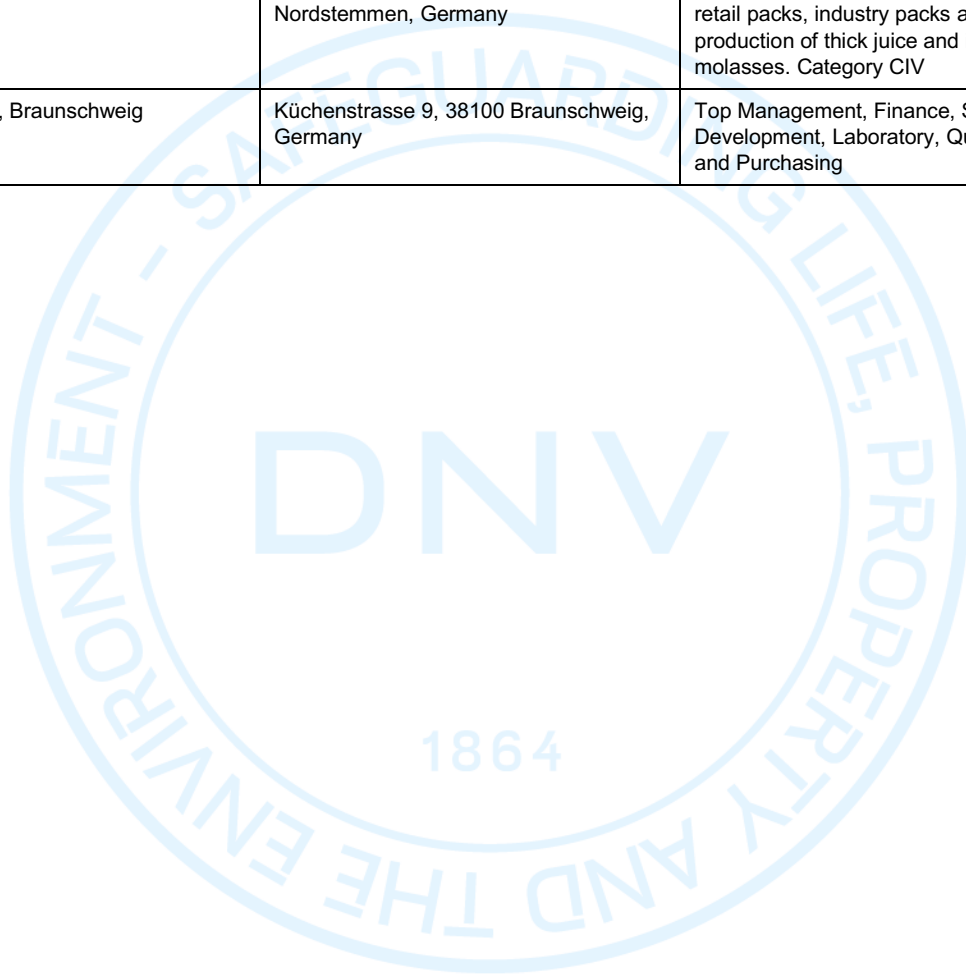 Nordstemmen, Germany
retail packs, industry packs
production of thick juice and
molasses. Category CIV
, Braunschweig
Küchenstrasse 9, 38100 Braunschweig,
Germany
Top Management, Finance,
Development, Laboratory,
and Purchasing
SAFEGUARDING LIFE, PROPERTY AND THE ENVIRONMENT -
DNV
1864